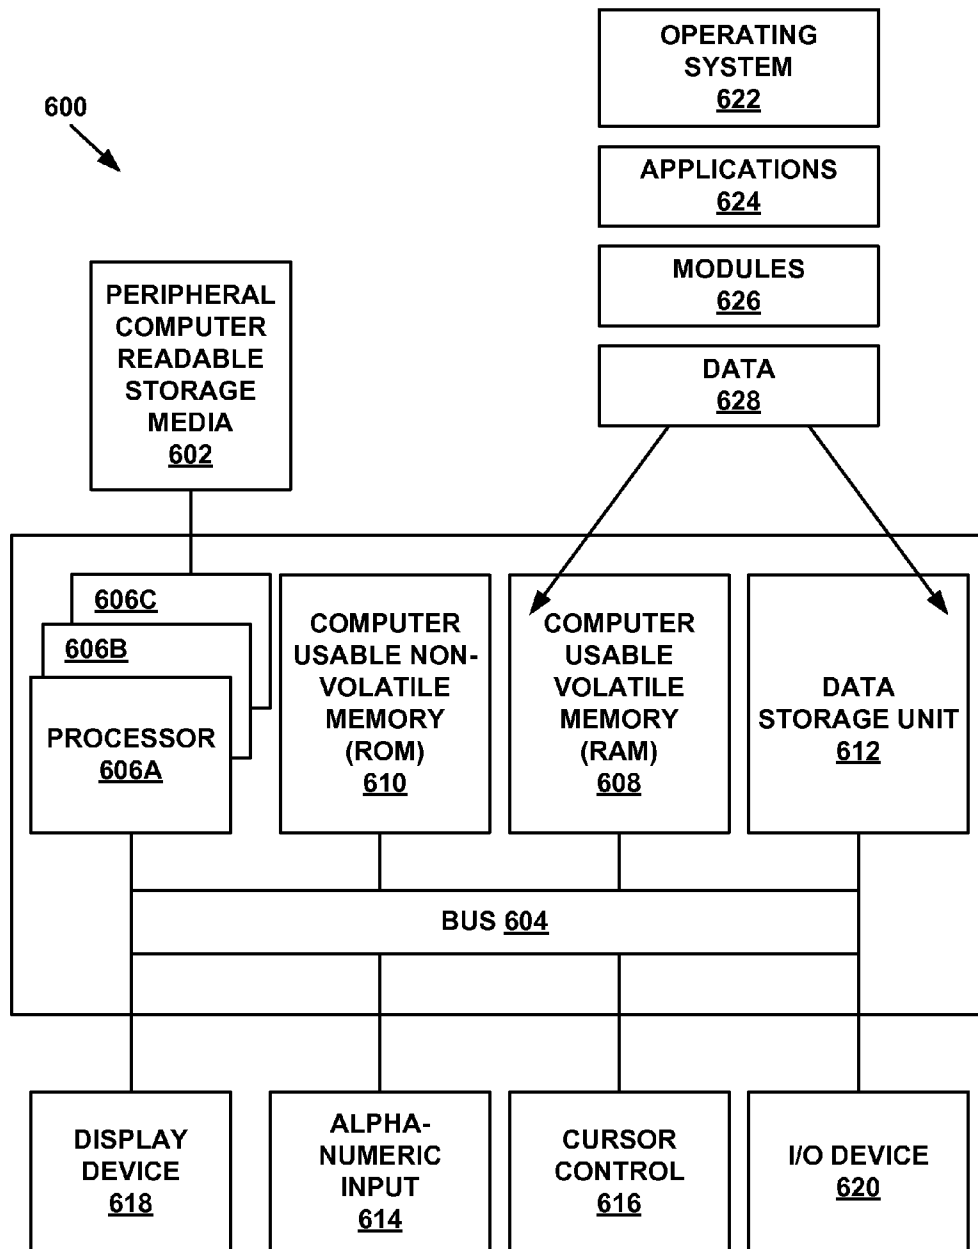 OPERATING
SYSTEM
622
600
APPLICATIONS
624
MODULES
626
PERIPHERAL
COMPUTER
READABLE
STORAGE
MEDIA
602
DATA
628
606C
606B
PROCESSOR
606A
COMPUTER
USABLE NON-
VOLATILE
MEMORY
(ROM)
610
COMPUTER
USABLE
VOLATILE
MEMORY
(RAM)
608
DATA
STORAGE UNIT
612
BUS 604
DISPLAY
DEVICE
618
ALPHA-
NUMERIC
INPUT
614
CURSOR
CONTROL
616
I/O DEVICE
620